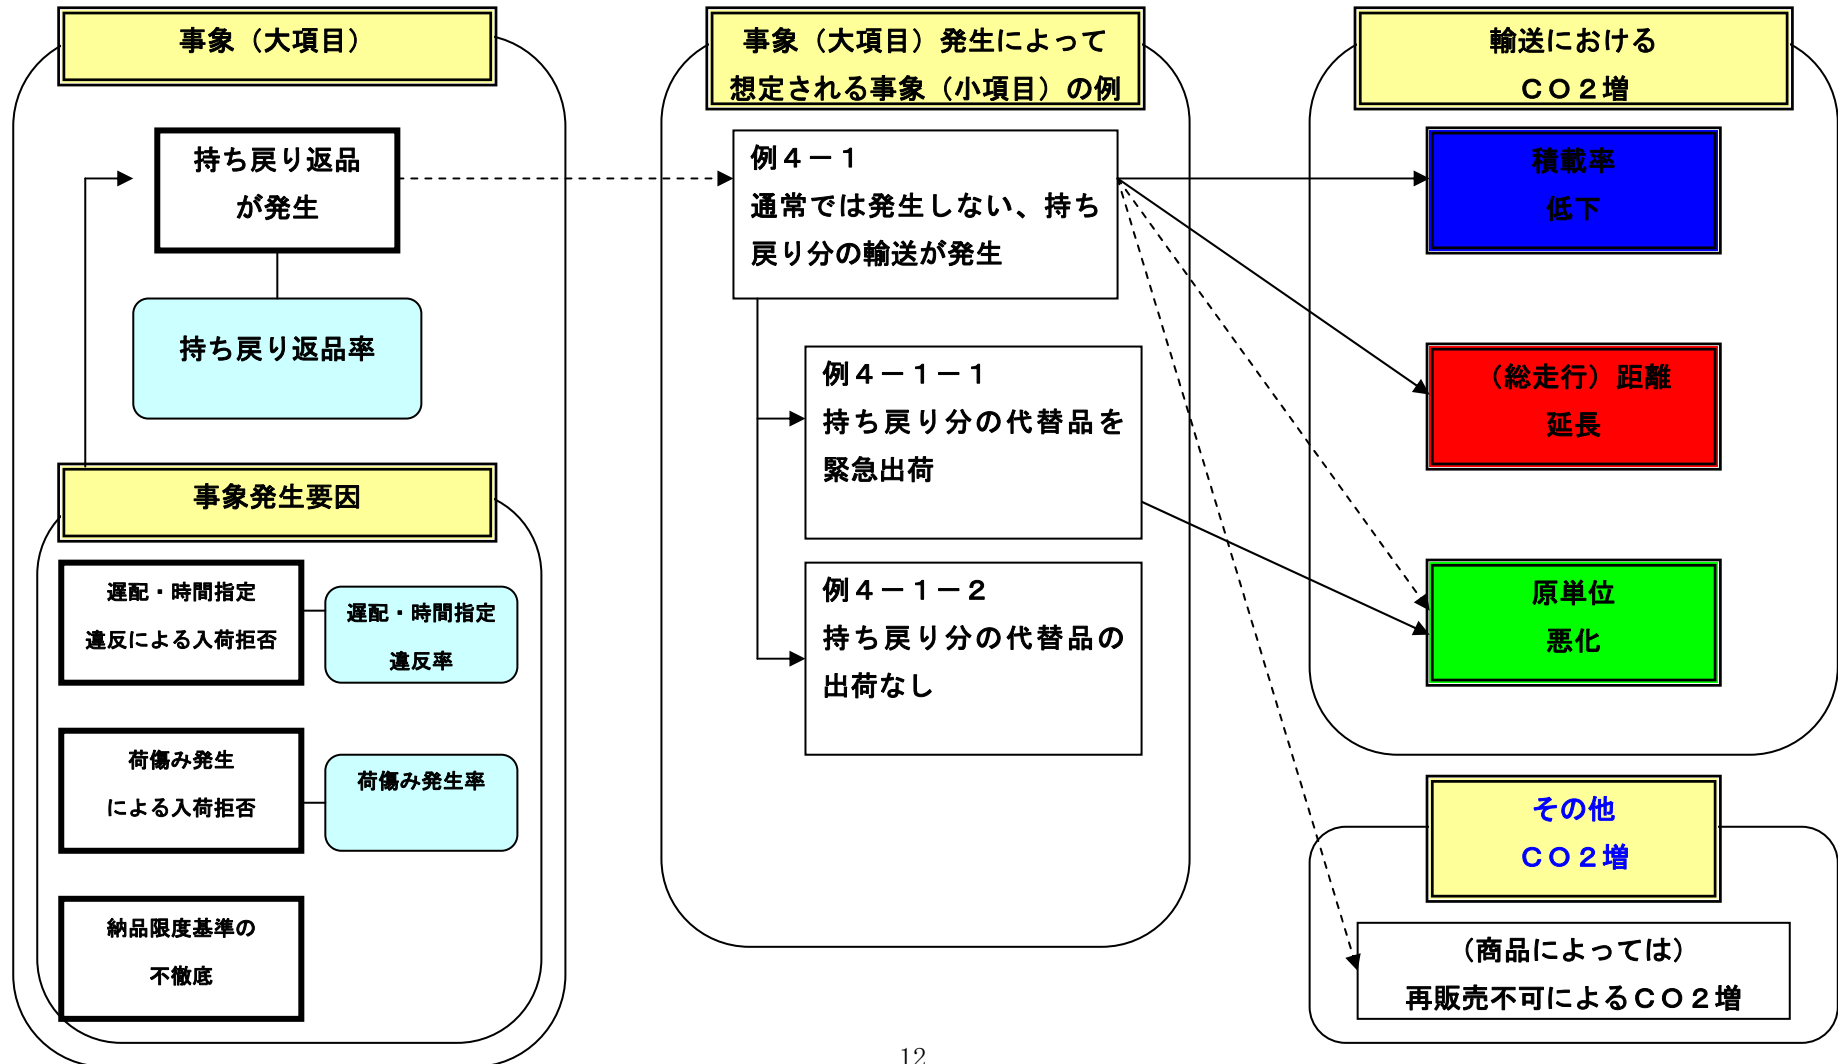 事象（大項目）
持ち戻り返品
が発生
持ち戻り返品率
事象発生要因
遅配・時間指定
違反による入荷拒否
遅配・時間指定
違反率
荷傷み発生
による入荷拒否
荷傷み発生率
納品限度基準の
不徹底
事象（大項目）発生によって
想定される事象（小項目）の例
例４－１
通常では発生しない、持ち
戻り分の輸送が発生
例４－１－１
持ち戻り分の代替品を
緊急出荷
例４－１－２
持ち戻り分の代替品の
出荷なし
輸送における
ＣＯ２増
積載率
低下
（総走行）距離
延長
原単位
悪化
その他
ＣＯ２増
（商品によっては）
再販売不可によるＣＯ２増
12